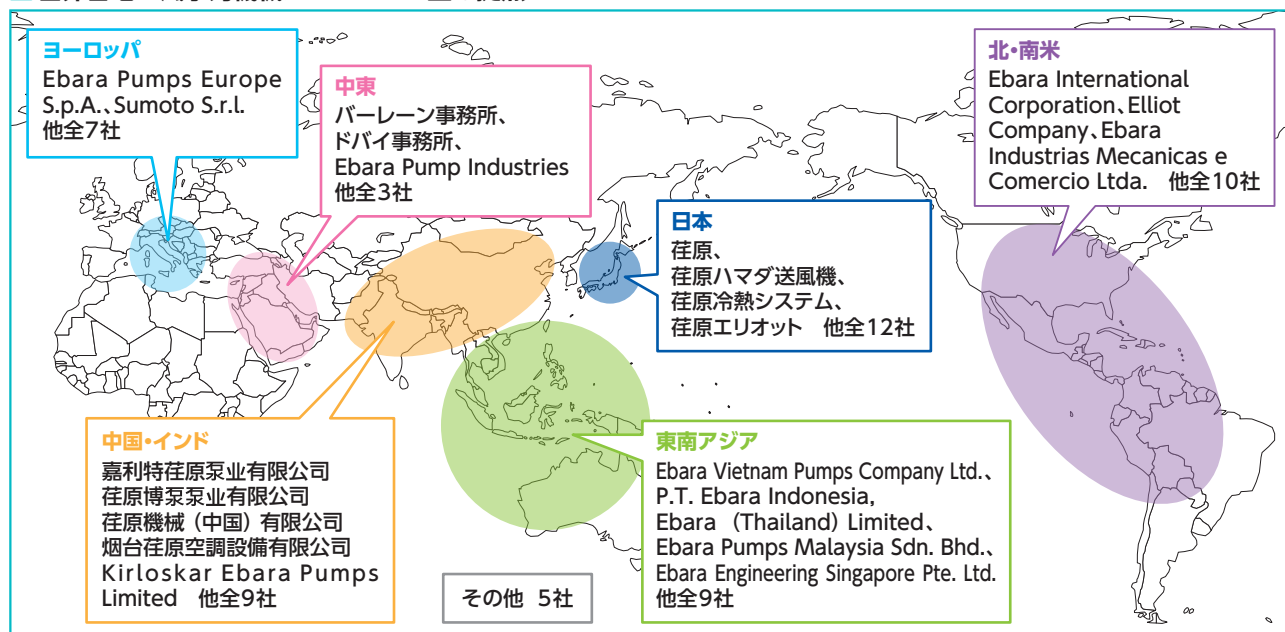 ヨーロッパ
Ebara Pumps Europe
S.p.A.、Sumoto S.r.l.
他全7社
中東
バーレーン事務所、
ドバイ事務所、
Ebara Pump Industries
他全3社
北・南米
Ebara International
Corporation、Elliot
Company、Ebara
Industrias Mecanicas e
Comercio Ltda.　他全10社
日本
荏原、
荏原ハマダ送風機、
荏原冷熱システム、
荏原エリオット　他全12社
中国・インド
嘉利特荏原泵业有限公司
荏原博泵泵业有限公司
荏原機械（中国）有限公司
烟台荏原空調設備有限公司
Kirloskar Ebara Pumps
Limited　他全9社
その他 5社
東南アジア
Ebara Vietnam Pumps Company Ltd.、
P.T. Ebara Indonesia,
Ebara （Thailand）Limited、
Ebara Pumps Malaysia Sdn. Bhd.、
Ebara Engineering Singapore Pte. Ltd.
他全9社